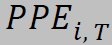 PPE_{i, T}